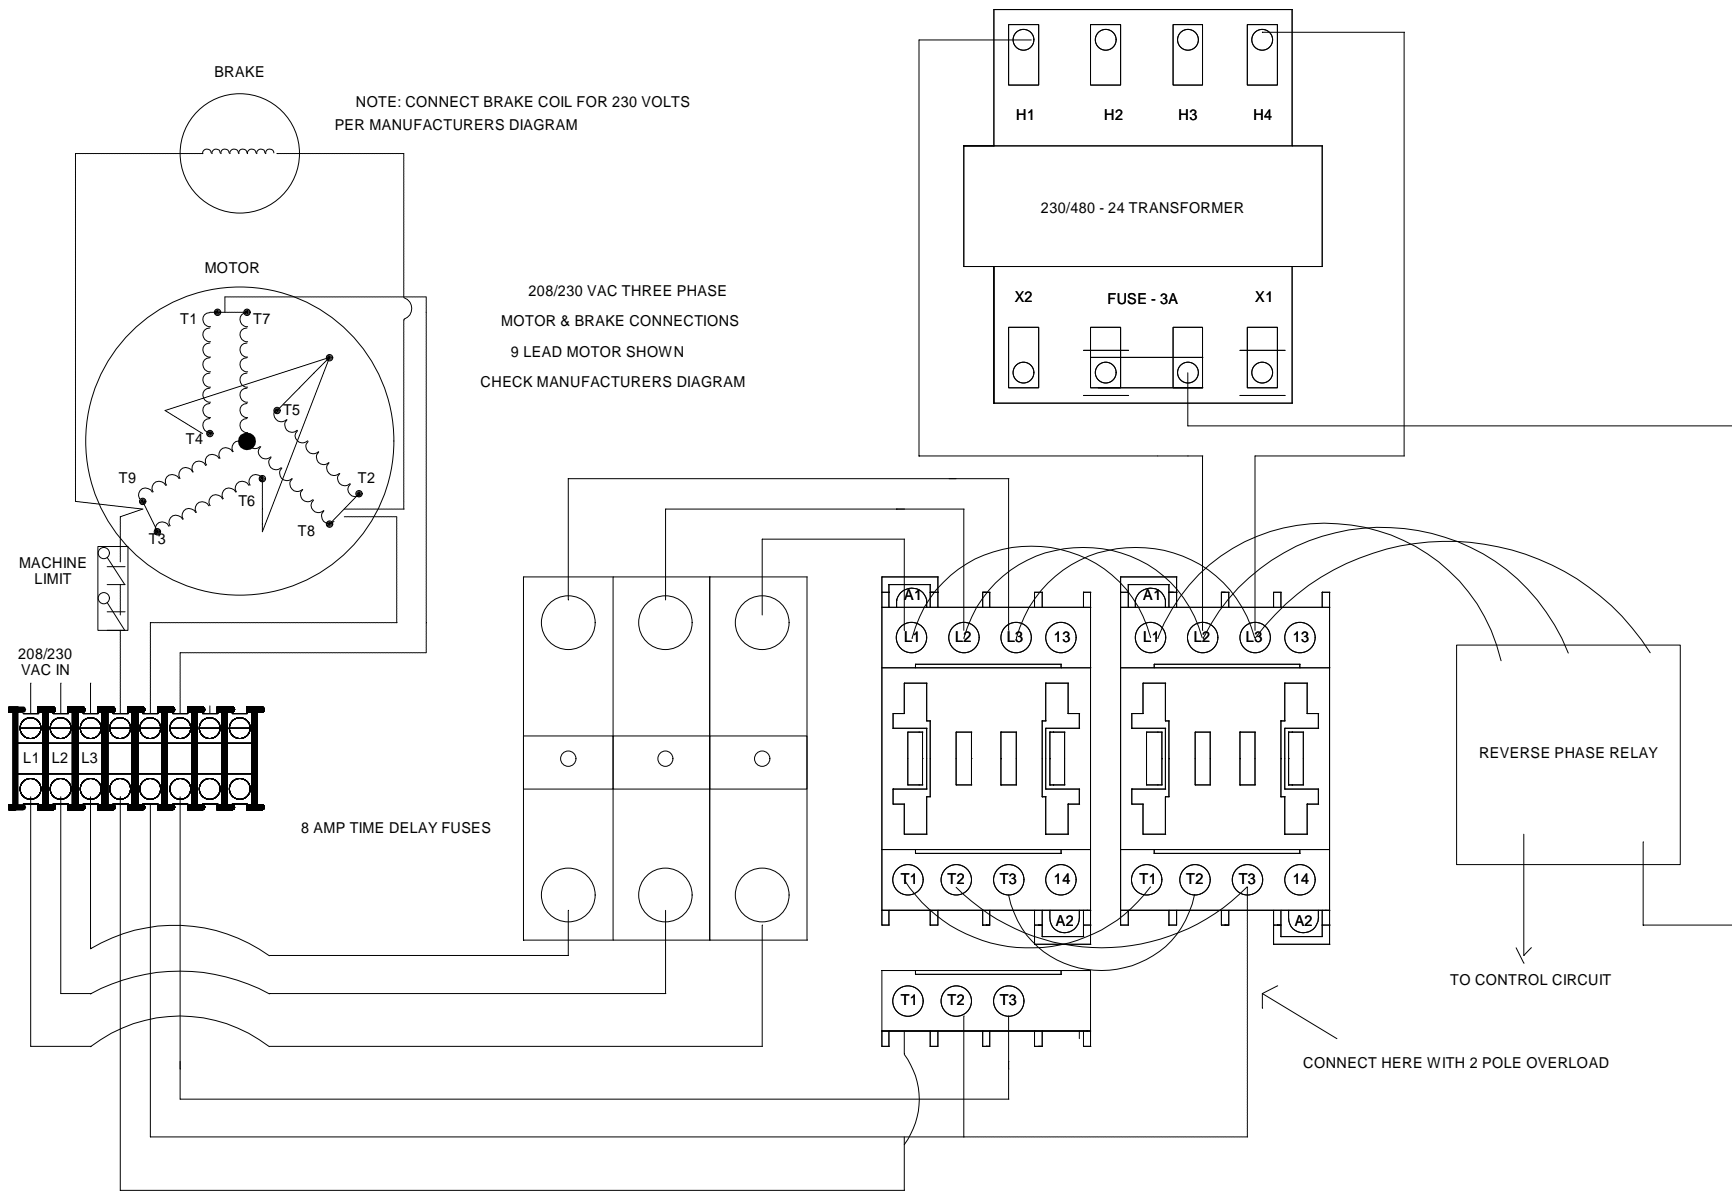 BRAKE
NOTE: CONNECT BRAKE COIL FOR 230 VOLTS
PER MANUFACTURERS DIAGRAM
H1 H2 H3 H4
230/480 - 24 TRANSFORMER
X2 FUSE - 3A X1
MOTOR
208/230 VAC THREE PHASE
MOTOR & BRAKE CONNECTIONS
9 LEAD MOTOR SHOWN
CHECK MANUFACTURERS DIAGRAM
T1 T7
T5
T4
T9 T2
T6
T8
T3
MACHINE
LIMIT
208/230
VAC IN
L1 L2 L3
8 AMP TIME DELAY FUSES
A1 A1
L1 L2 L3 13 L1 L2 L3 13
REVERSE PHASE RELAY
T1 T2 T3 14 T1 T2 T3 14
A2 A2
TO CONTROL CIRCUIT
T1 T2 T3
CONNECT HERE WITH 2 POLE OVERLOAD